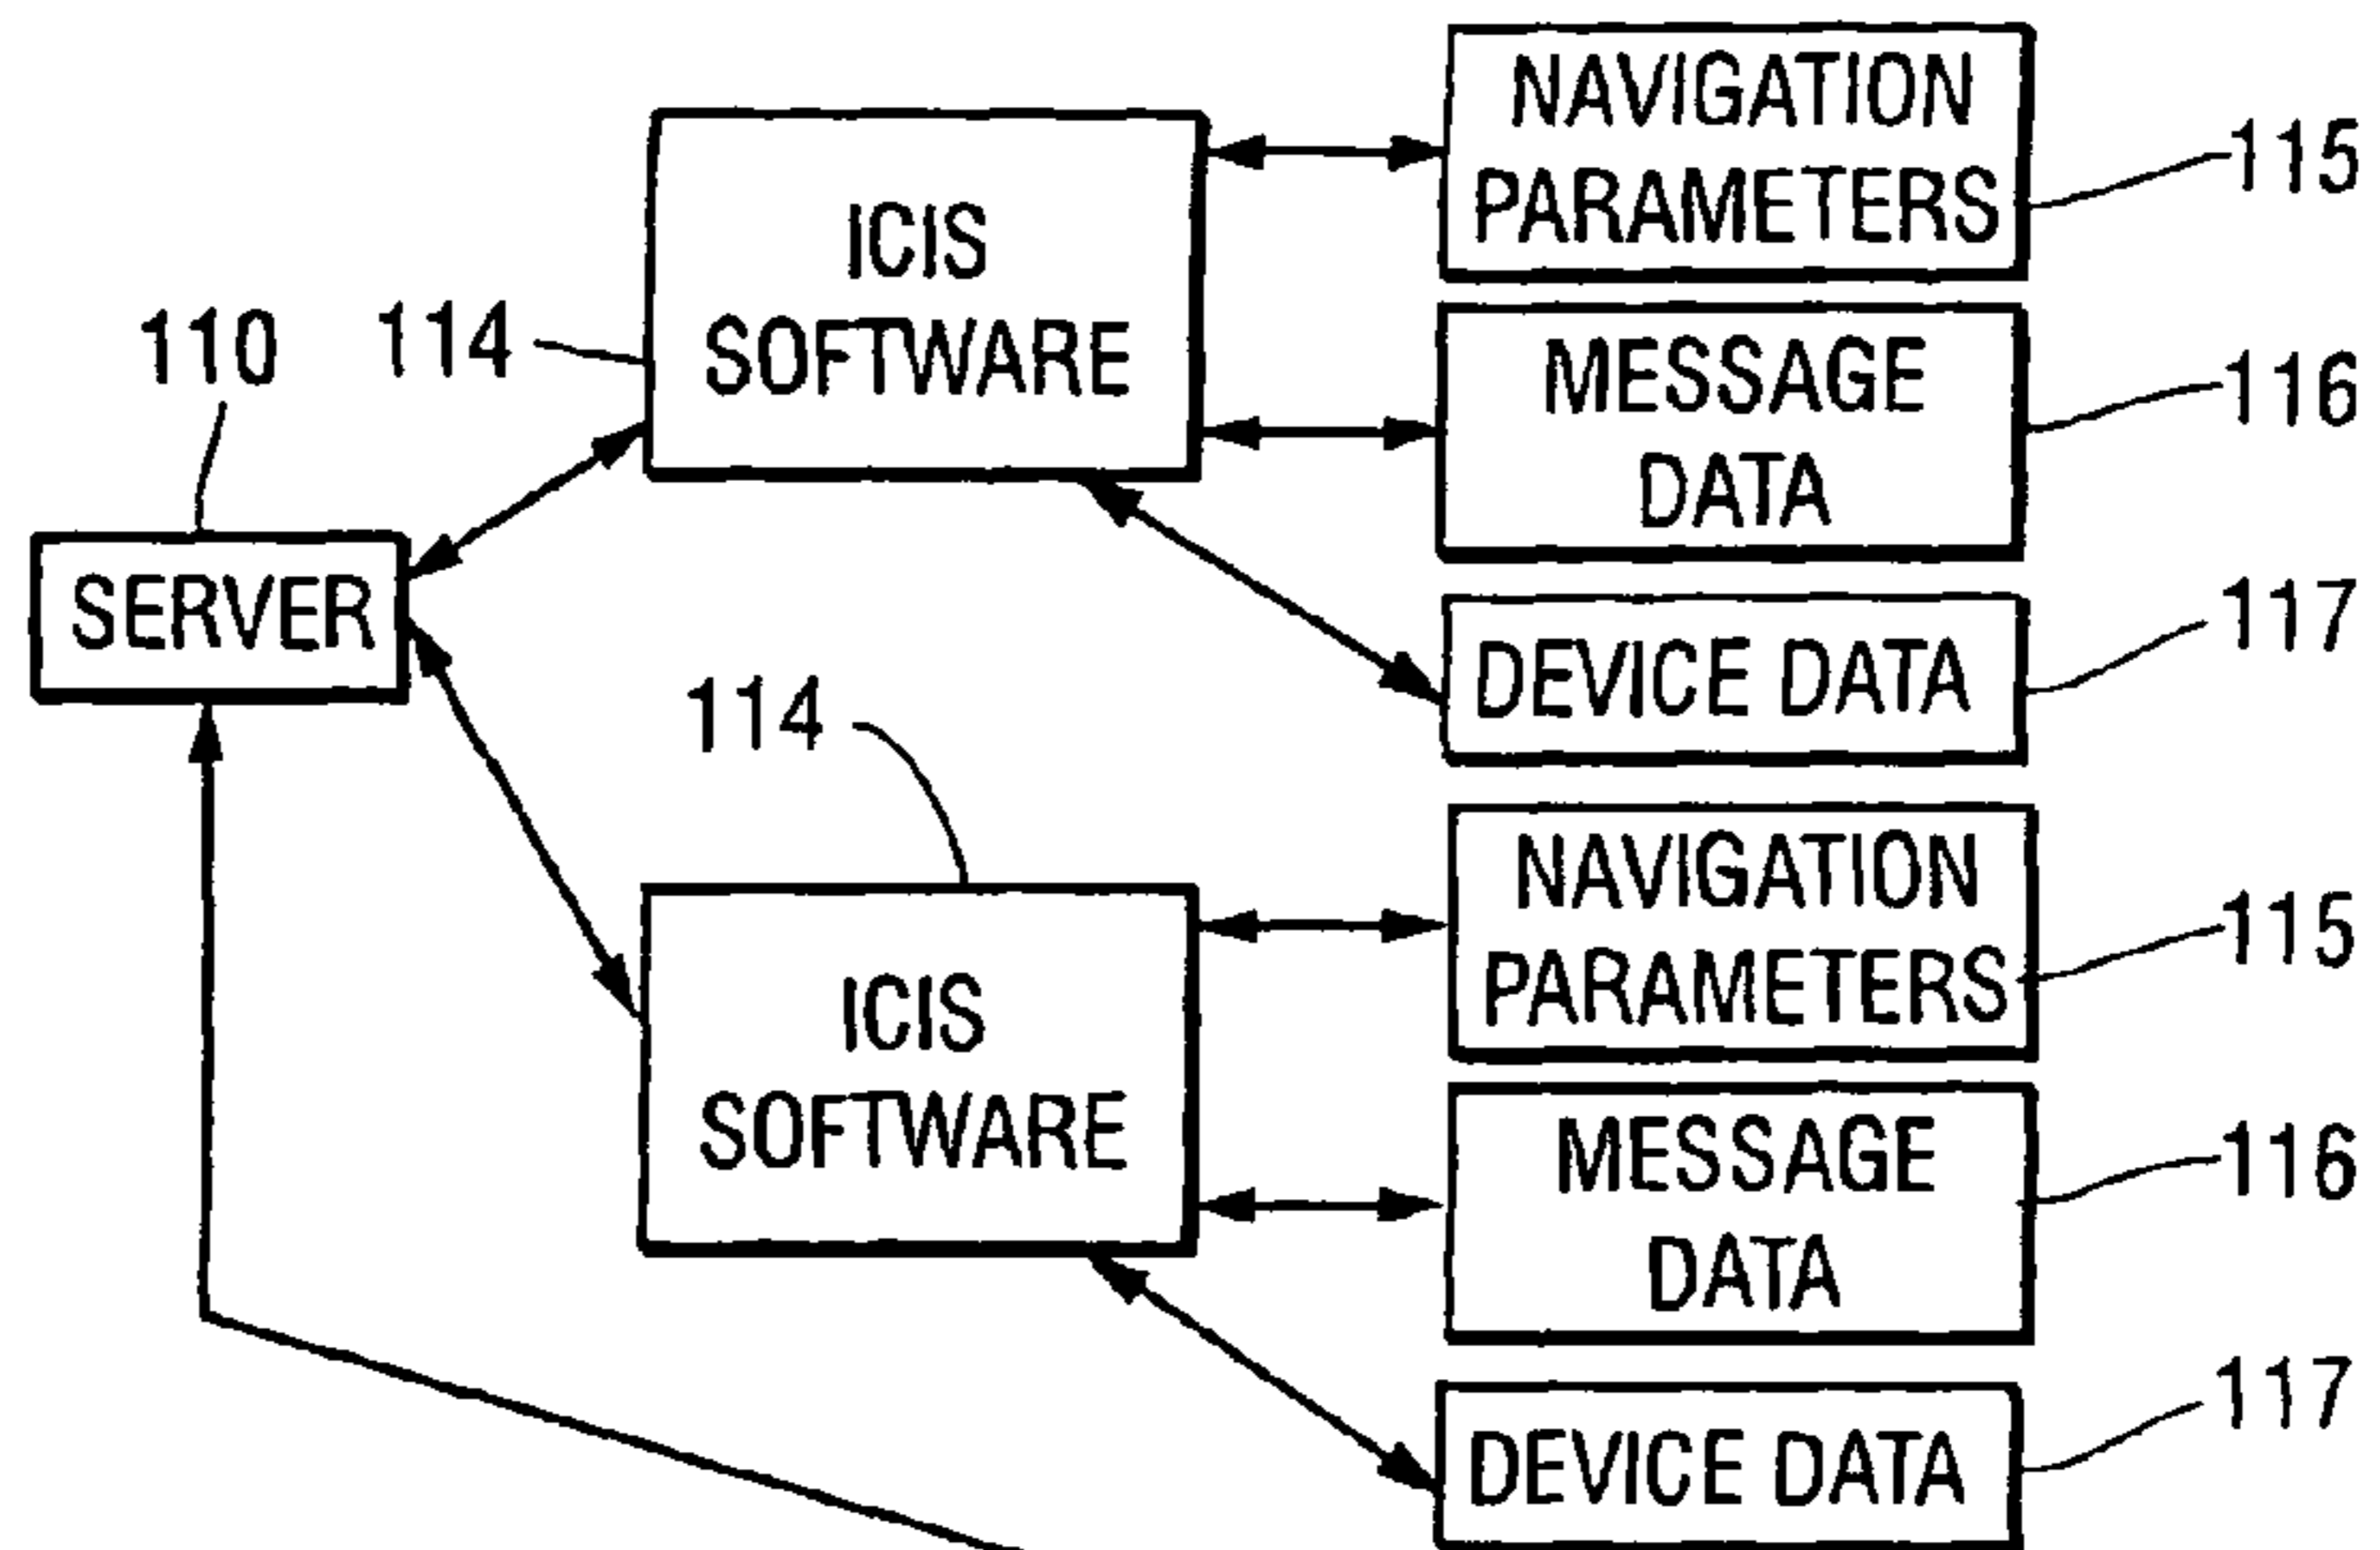 NAVIGATION
PARAMETERS
115
ICIS
SOFTWARE
114
110
MESSAGE
DATA
116
SERVER
DEVICE DATA
117
114
NAVIGATION
PARAMETERS
115
ICIS
SOFTWARE
MESSAGE
DATA
116
DEVICE DATA
117